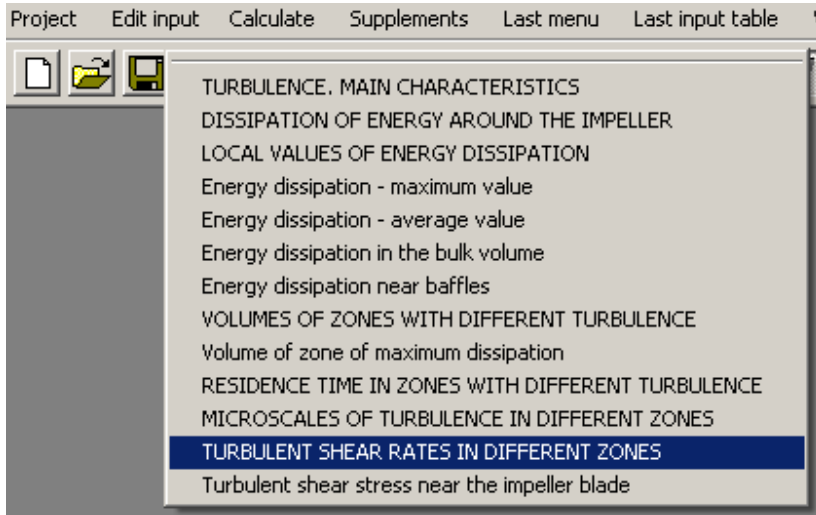 Project Edit input Calculate Supplements Last menu Last input table
TURBULENCE. MAIN CHARACTERISTICS
DISSIPATION OF ENERGY AROUND THE IMPELLER
LOCAL VALUES OF ENERGY DISSIPATION
Energy dissipation - maximum value
Energy dissipation - average value
Energy dissipation in the bulk volume
Energy dissipation near baffles
VOLUMES OF ZONES WITH DIFFERENT TURBULENCE
Volume of zone of maximum dissipation
RESIDENCE TIME IN ZONES WITH DIFFERENT TURBULENCE
MICROSCALES OF TURBULENCE IN DIFFERENT ZONES
TURBULENT SHEAR RATES IN DIFFERENT ZONES
Turbulent shear stress near the impeller blade